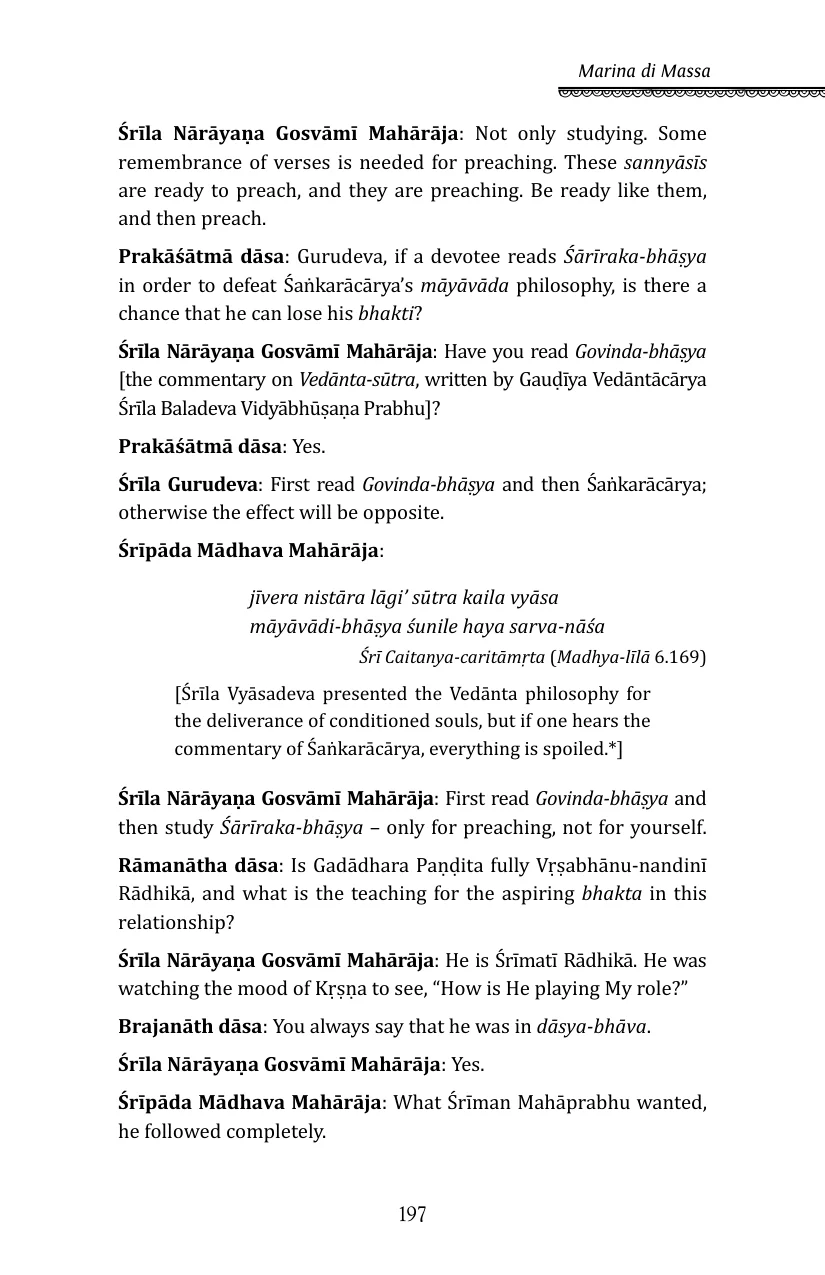 Marina di Massa
Śrīla Nārāyaṇa Gosvāmī Mahārāja: Not only studying. Some
remembrance of verses is needed for preaching. These sannyāsīs
are ready to preach, and they are preaching. Be ready like them,
and then preach.
Prakāśātmā dāsa: Gurudeva, if a devotee reads Śārīraka-bhāṣya
in order to defeat Śaṅkarācārya’s māyāvāda philosophy, is there a
chance that he can lose his bhakti?
Śrīla Nārāyaṇa Gosvāmī Mahārāja: Have you read Govinda-bhāṣya
[the commentary on Vedānta-sūtra, written by Gauḍīya Vedāntācārya
Śrīla Baladeva Vidyābhūṣaṇa Prabhu]?
Prakāśātmā dāsa: Yes.
Śrīla Gurudeva: First read Govinda-bhāṣya and then Śaṅkarācārya;
otherwise the effect will be opposite.
Śrīpāda Mādhava Mahārāja:
jīvera nistāra lāgi’ sūtra kaila vyāsa
māyāvādi-bhāṣya śunile haya sarva-nāśa
Śrī Caitanya-caritāmṛta (Madhya-līlā 6.169)
[Śrīla Vyāsadeva presented the Vedānta philosophy for
the deliverance of conditioned souls, but if one hears the
commentary of Śaṅkarācārya, everything is spoiled.*]
Śrīla Nārāyaṇa Gosvāmī Mahārāja: First read Govinda-bhāṣya and
then study Śārīraka-bhāṣya – only for preaching, not for yourself.
Rāmanātha dāsa: Is Gadādhara Paṇḍita fully Vṛṣabhānu-nandinī
Rādhikā, and what is the teaching for the aspiring bhakta in this
relationship?
Śrīla Nārāyaṇa Gosvāmī Mahārāja: He is Śrīmatī Rādhikā. He was
watching the mood of Kṛṣṇa to see, “How is He playing My role?”
Brajanāth dāsa: You always say that he was in dāsya-bhāva.
Śrīla Nārāyaṇa Gosvāmī Mahārāja: Yes.
Śrīpāda Mādhava Mahārāja: What Śrīman Mahāprabhu wanted,
he followed completely.
197